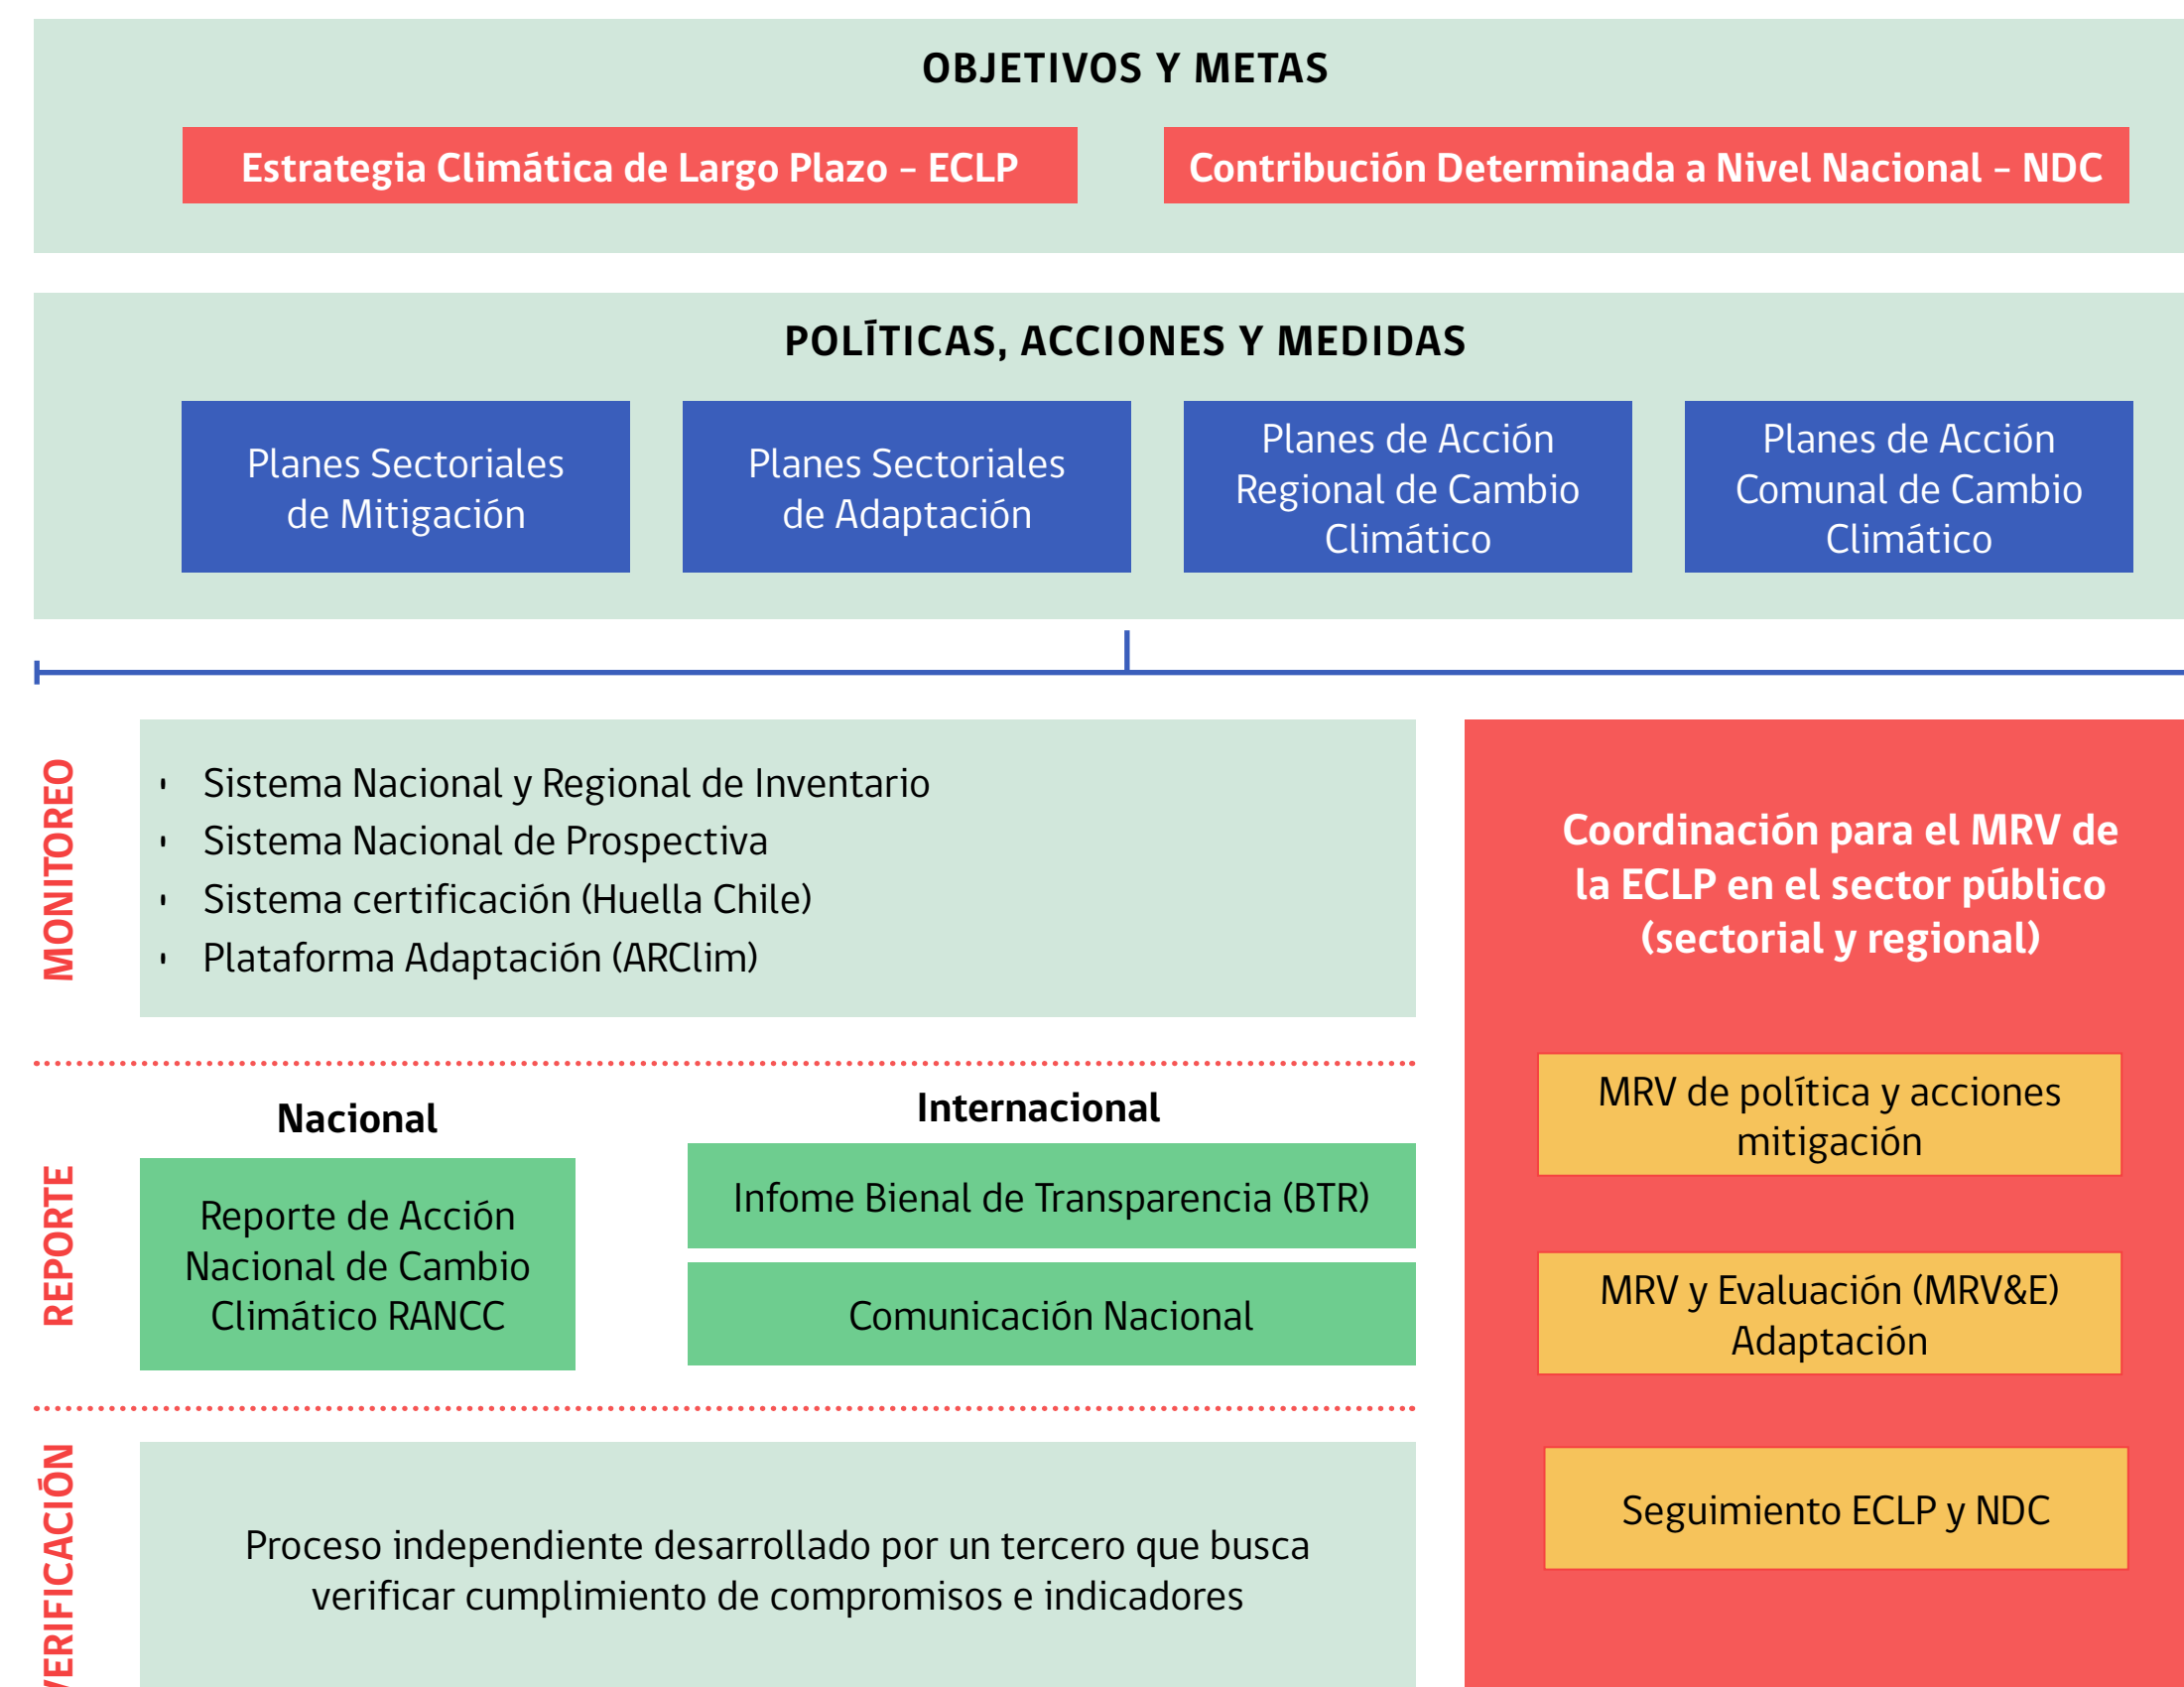 OBJETIVOS Y METAS
Estrategia Climática de Largo Plazo – ECLP
Contribución Determinada a Nivel Nacional – NDC
POLÍTICAS, ACCIONES Y MEDIDAS
Planes Sectoriales
de Mitigación
Planes Sectoriales
de Adaptación
Planes de Acción
Regional de Cambio
Climático
Planes de Acción
Comunal de Cambio
Climático
MONITOREO
Sistema Nacional y Regional de Inventario
Sistema Nacional de Prospectiva
Sistema certificación (Huella Chile)
Plataforma Adaptación (ARClim)
REPORTE
Nacional
Reporte de Acción
Nacional de Cambio
Climático RANCC
Internacional
Infome Bienal de Transparencia (BTR)
Comunicación Nacional
VERIFICACIÓN
Proceso independiente desarrollado por un tercero que busca
verificar cumplimiento de compromisos e indicadores
Coordinación para el MRV de
la ECLP en el sector público
(sectorial y regional)
MRV de política y acciones
mitigación
MRV y Evaluación (MRV&E)
Adaptación
Seguimiento ECLP y NDC